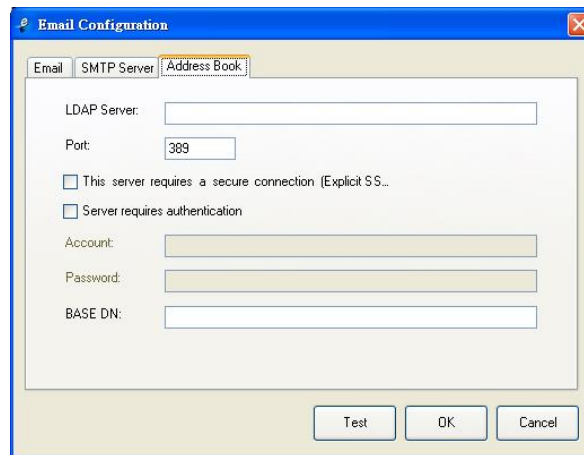 Email Configuration
Email SMTP Server Address Book
LDAP Server:
Port: 389
This server requires a secure connection (Explicit SS...
Server requires authentication
Account:
Password:
BASE DN:
Test OK Cancel